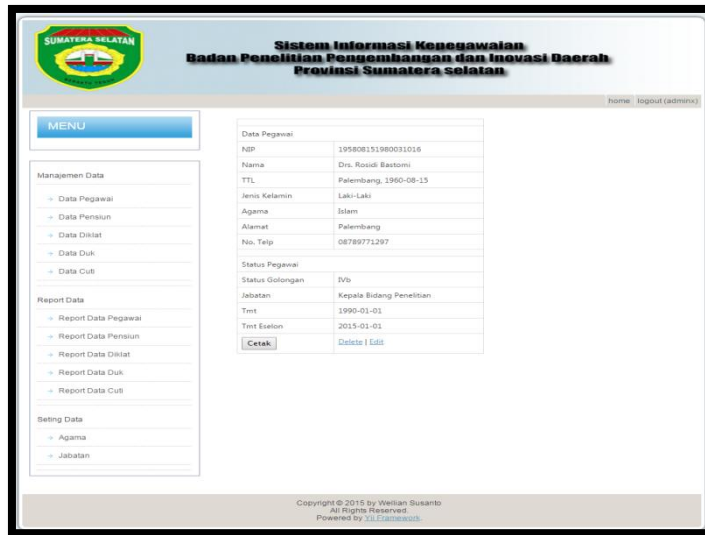 SUMATERA SELATAN
Sistem Informasi Kepegawaian
Badan Penelitian Pengembangan dan Inovasi Daerah
Provinsi Sumatera selatan
home logout (adminx)
MENU
Manajemen Data
Data Pegawai
Data Pensiun
Data Diklat
Data Duk
Data Cuti
Report Data
Report Data Pegawai
Report Data Pensiun
Report Data Diklat
Report Data Duk
Report Data Cuti
Seting Data
Agama
Jabatan
Data Pegawai
NIP 195808151980031016
Nama Drs. Rosidi Bastomi
TTL Palembang, 1960-08-15
Jenis Kelamin Laki-Laki
Agama Islam
Alamat Palembang
No. Telp 08789771297
Status Pegawai
Status Golongan IVb
Jabatan Kepala Bidang Penelitian
Tmt 1990-01-01
Tmt Eselon 2015-01-01
Cetak Delete | Edit
Copyright © 2015 by Wellian Susanto
All Rights Reserved.
Powered by Yii Framework.